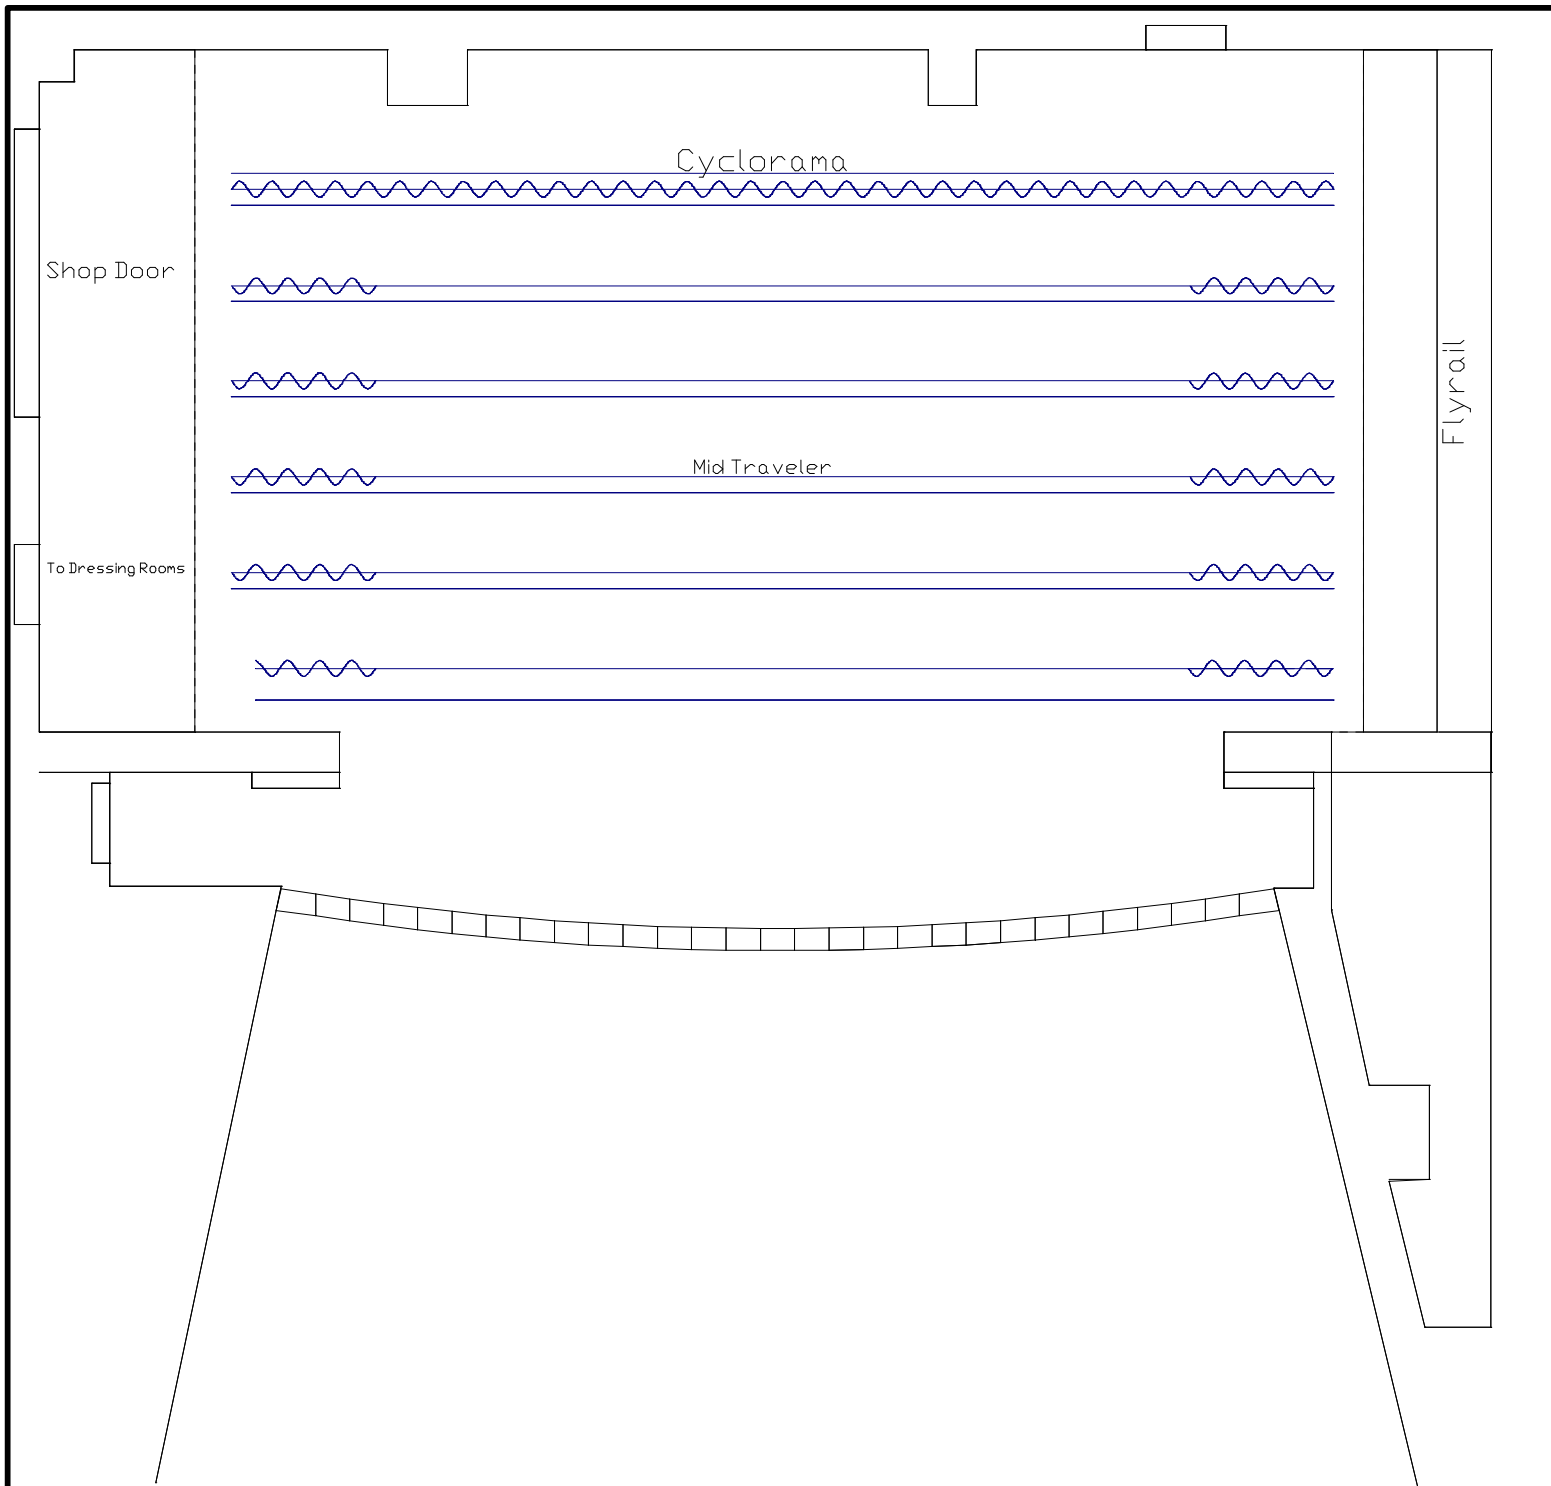 Cyclorama
Shop Door
Flyrail
Mid Traveler
To Dressing Rooms